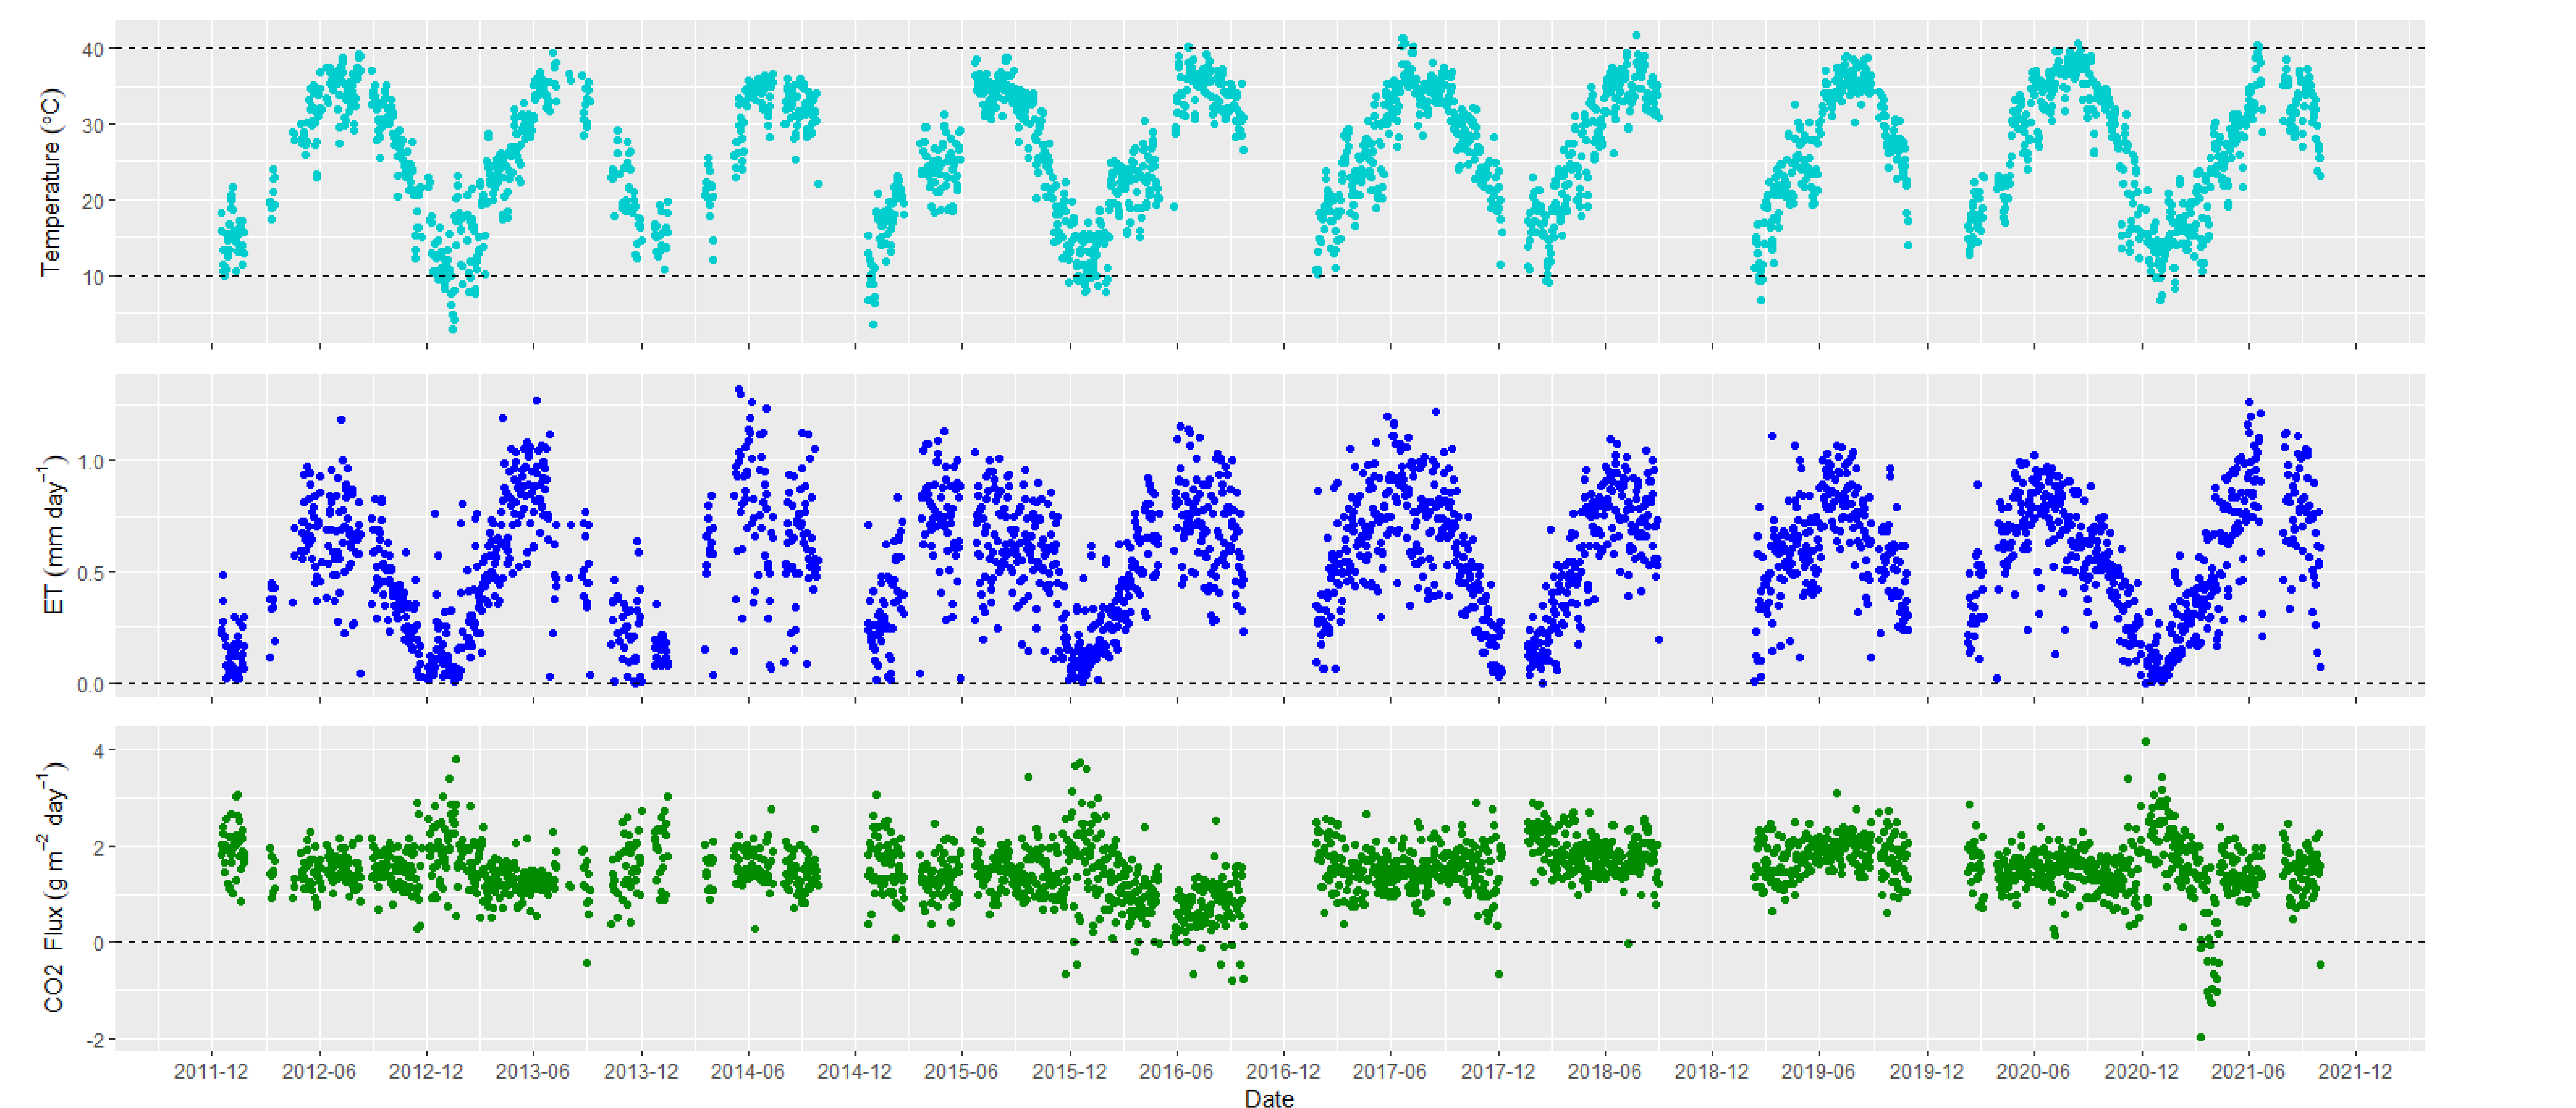 40
30
20
10
Temperature (°C)
1.0
0.5
0.0
ET (mm day⁻¹)
4
2
0
-2
CO2 Flux (g m⁻² day⁻¹)
2011-12 2012-06 2012-12 2013-06 2013-12 2014-06 2014-12 2015-06 2015-12 2016-06 2016-12 2017-06 2017-12 2018-06 2018-12 2019-06 2019-12 2020-06 2020-12 2021-06 2021-12
Date